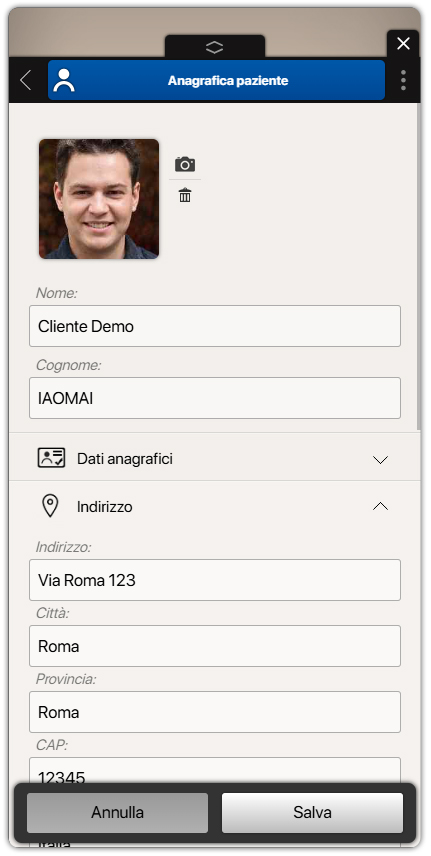 Anagrafica paziente
Nome:
Cliente Demo
Cognome:
IAOMAI
Dati anagrafici
Indirizzo
Indirizzo:
Via Roma 123
Città:
Roma
Provincia:
Roma
CAP:
12345
Annulla
Salva
Italia